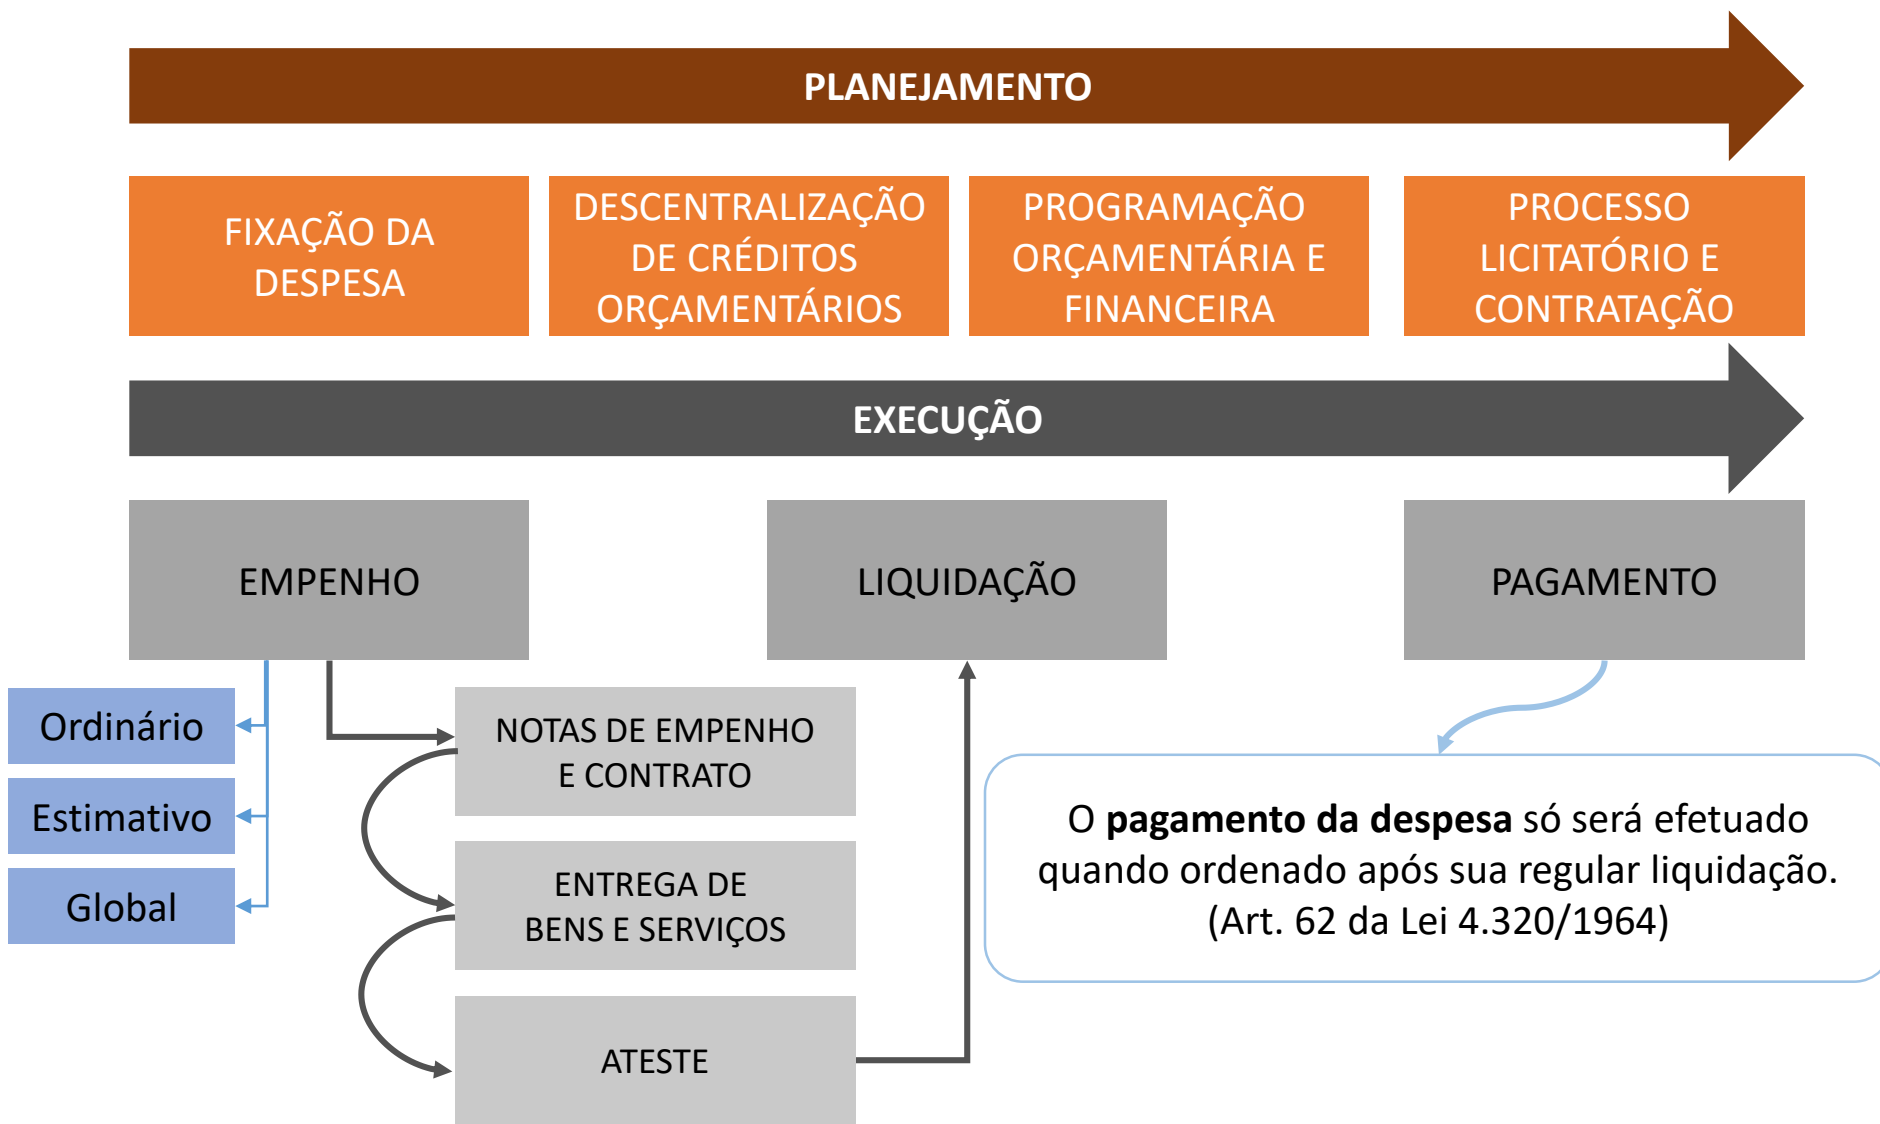 PLANEJAMENTO
FIXAÇÃO DA
DESPESA
DESCENTRALIZAÇÃO
DE CRÉDITOS
ORÇAMENTÁRIOS
PROGRAMAÇÃO
ORÇAMENTÁRIA E
FINANCEIRA
PROCESSO
LICITATÓRIO E
CONTRATAÇÃO
EXECUÇÃO
EMPENHO
LIQUIDAÇÃO
PAGAMENTO
Ordinário
Estimativo
Global
NOTAS DE EMPENHO
E CONTRATO
ENTREGA DE
BENS E SERVIÇOS
ATESTE
O pagamento da despesa só será efetuado
quando ordenado após sua regular liquidação.
(Art. 62 da Lei 4.320/1964)